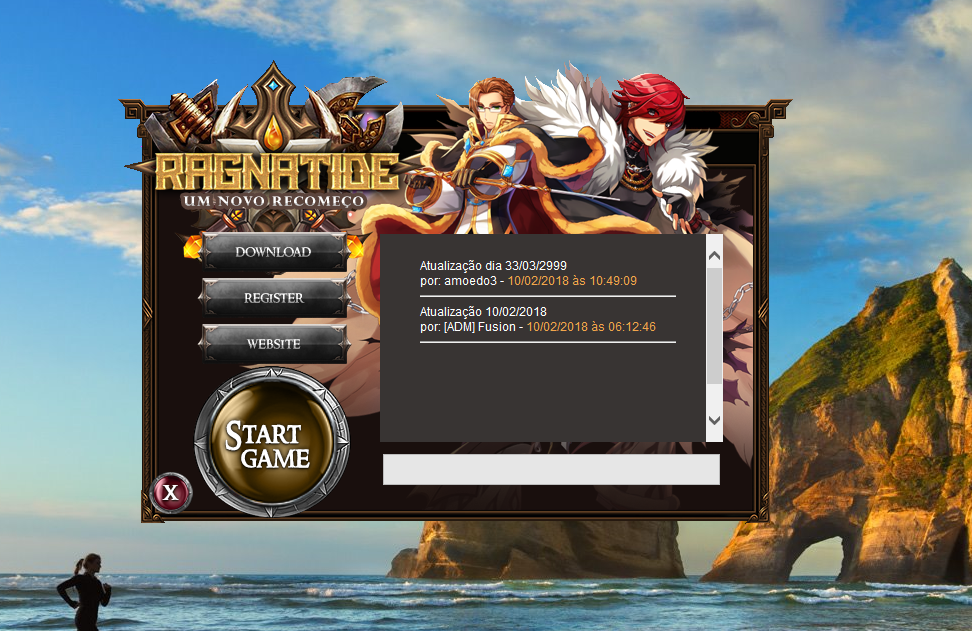 RAGNATIDE
UM NOVO RECOMEÇO
DOWNLOAD
REGISTER
WEBSITE
START
GAME
X
Atualização dia 33/03/2999
por: amoedo3 - 10/02/2018 às 10:49:09
Atualização 10/02/2018
por: [ADM] Fusion - 10/02/2018 às 06:12:46